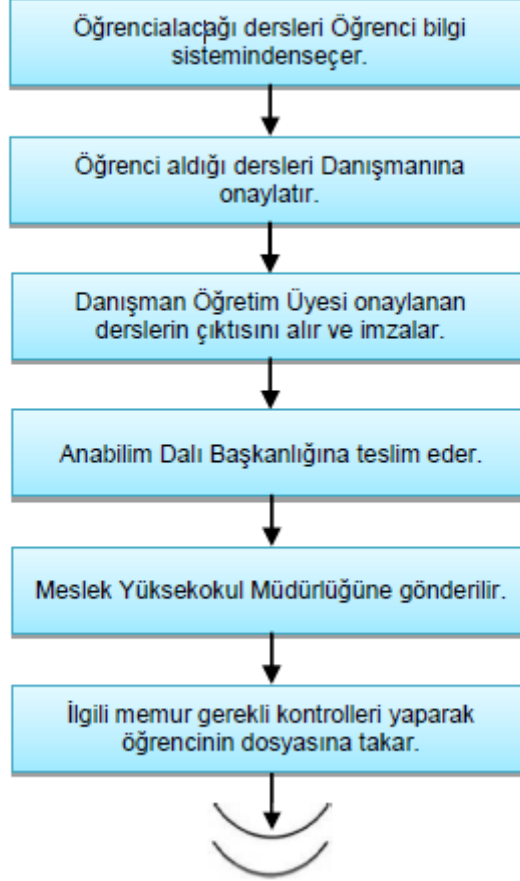 Öğrencialacağı dersleri Öğrenci bilgi
sistemindenseçer.
Öğrenci aldığı dersleri Danışmanına
onaylatır.
Danışman Öğretim Üyesi onaylanan
derslerin çıktısını alır ve imzalar.
Anabilim Dalı Başkanlığına teslim eder.
Meslek Yüksekokul Müdürlüğüne gönderilir.
İlgili memur gerekli kontrolleri yaparak
öğrencinin dosyasına takar.